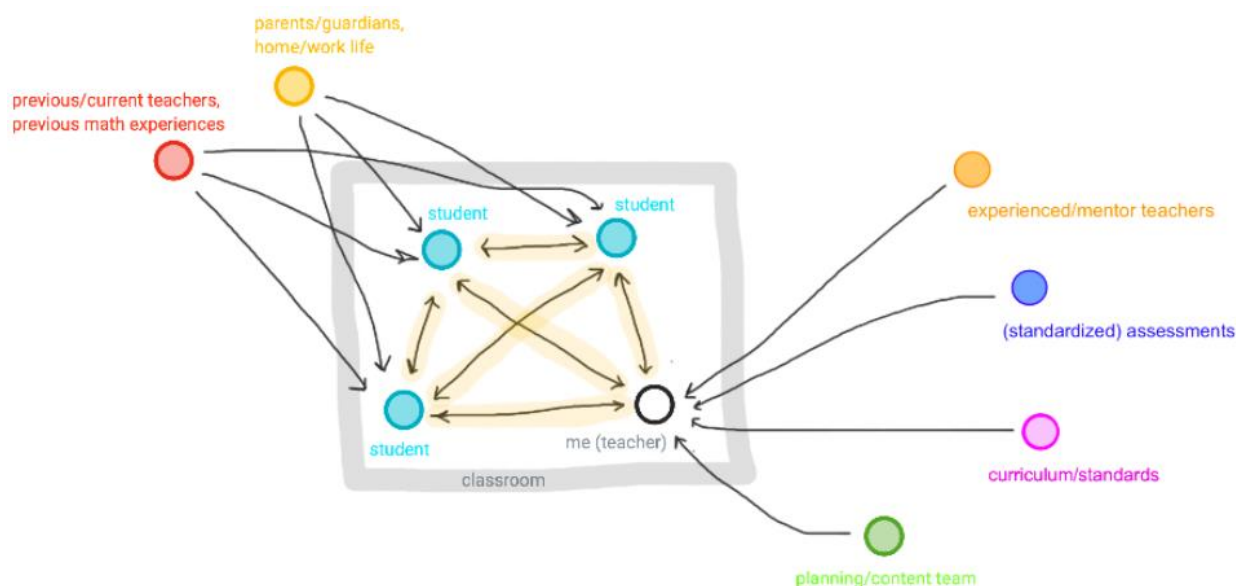 parents/guardians,
home/work life
previous/current teachers,
previous math experiences
student
student
experienced/mentor teachers
(standardized) assessments
student
me (teacher)
classroom
curriculum/standards
planning/content team